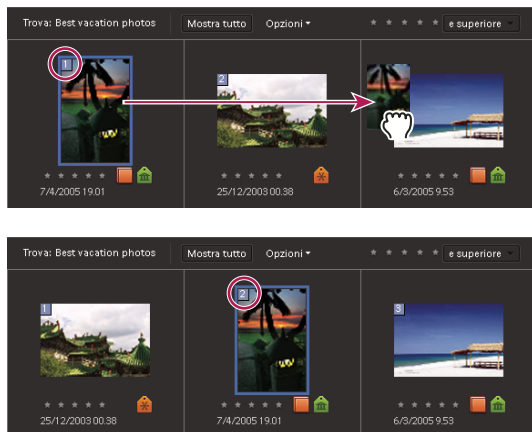 Trova: Best vacation photos Mostra tutto Opzioni e superiore
1 2
7/4/2005 19.01 25/12/2003 00.38 6/3/2005 9.53
Trova: Best vacation photos Mostra tutto Opzioni e superiore
1 2 3
25/12/2003 00.38 7/4/2005 19.01 6/3/2005 9.53